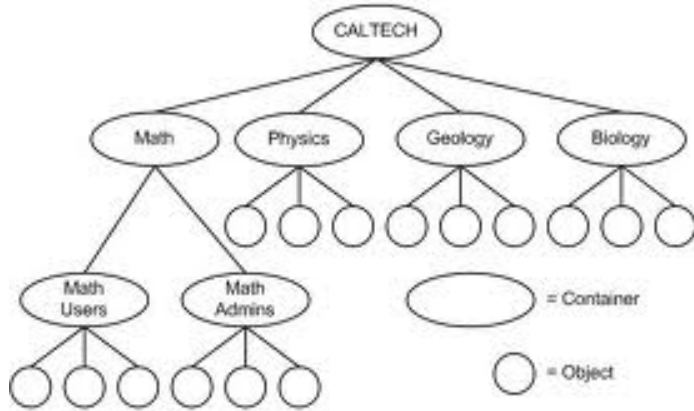 CALTECH
Math
Physics
Geology
Biology
Math
Users
Math
Admins
= Container
= Object